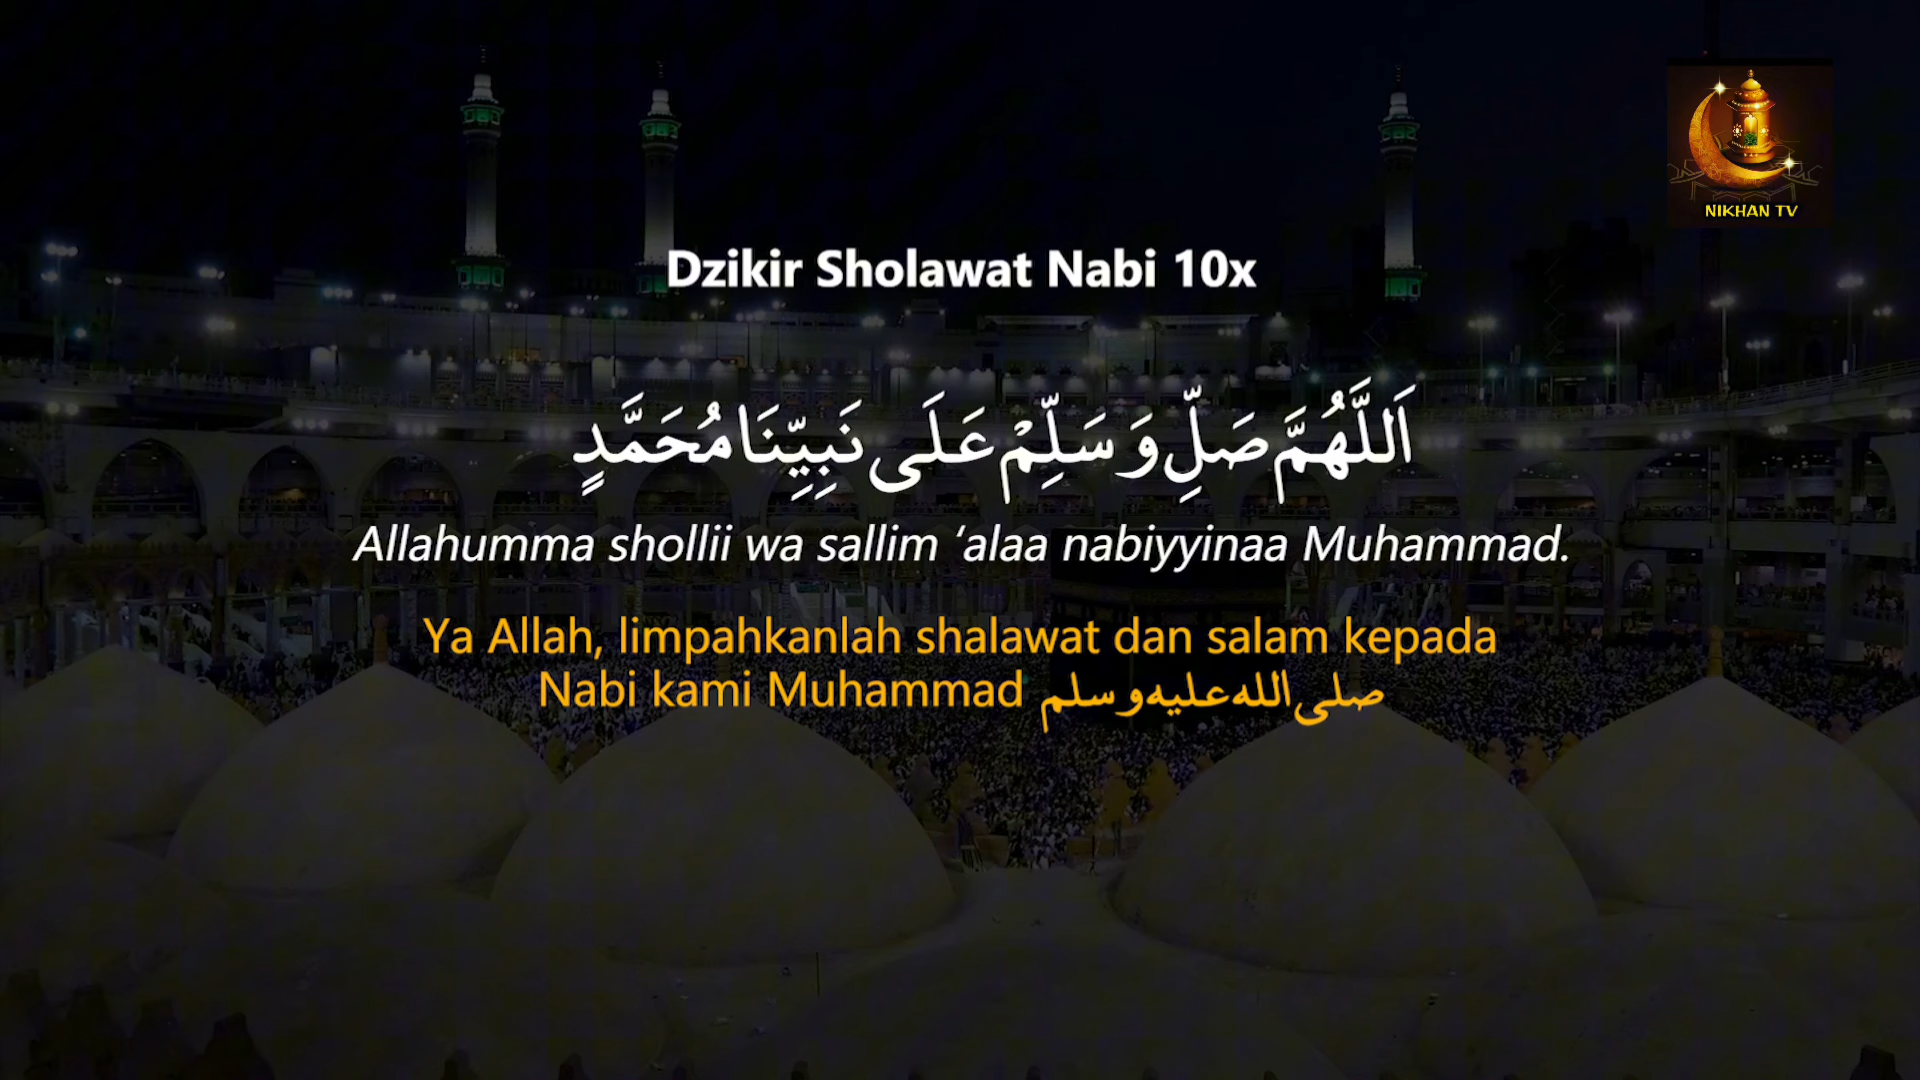 NIKHAN TV
Dzikir Sholawat Nabi 10x
اَللَّهُمَّ صَلِّ وَ سَلِّمْ عَلَى نَبِيِّنَا مُحَمَّدٍ
Allahumma shollii wa sallim ‘alaa nabiyyinaa Muhammad.
Ya Allah, limpahkanlah shalawat dan salam kepada
Nabi kami Muhammad صلى الله عليه وسلم